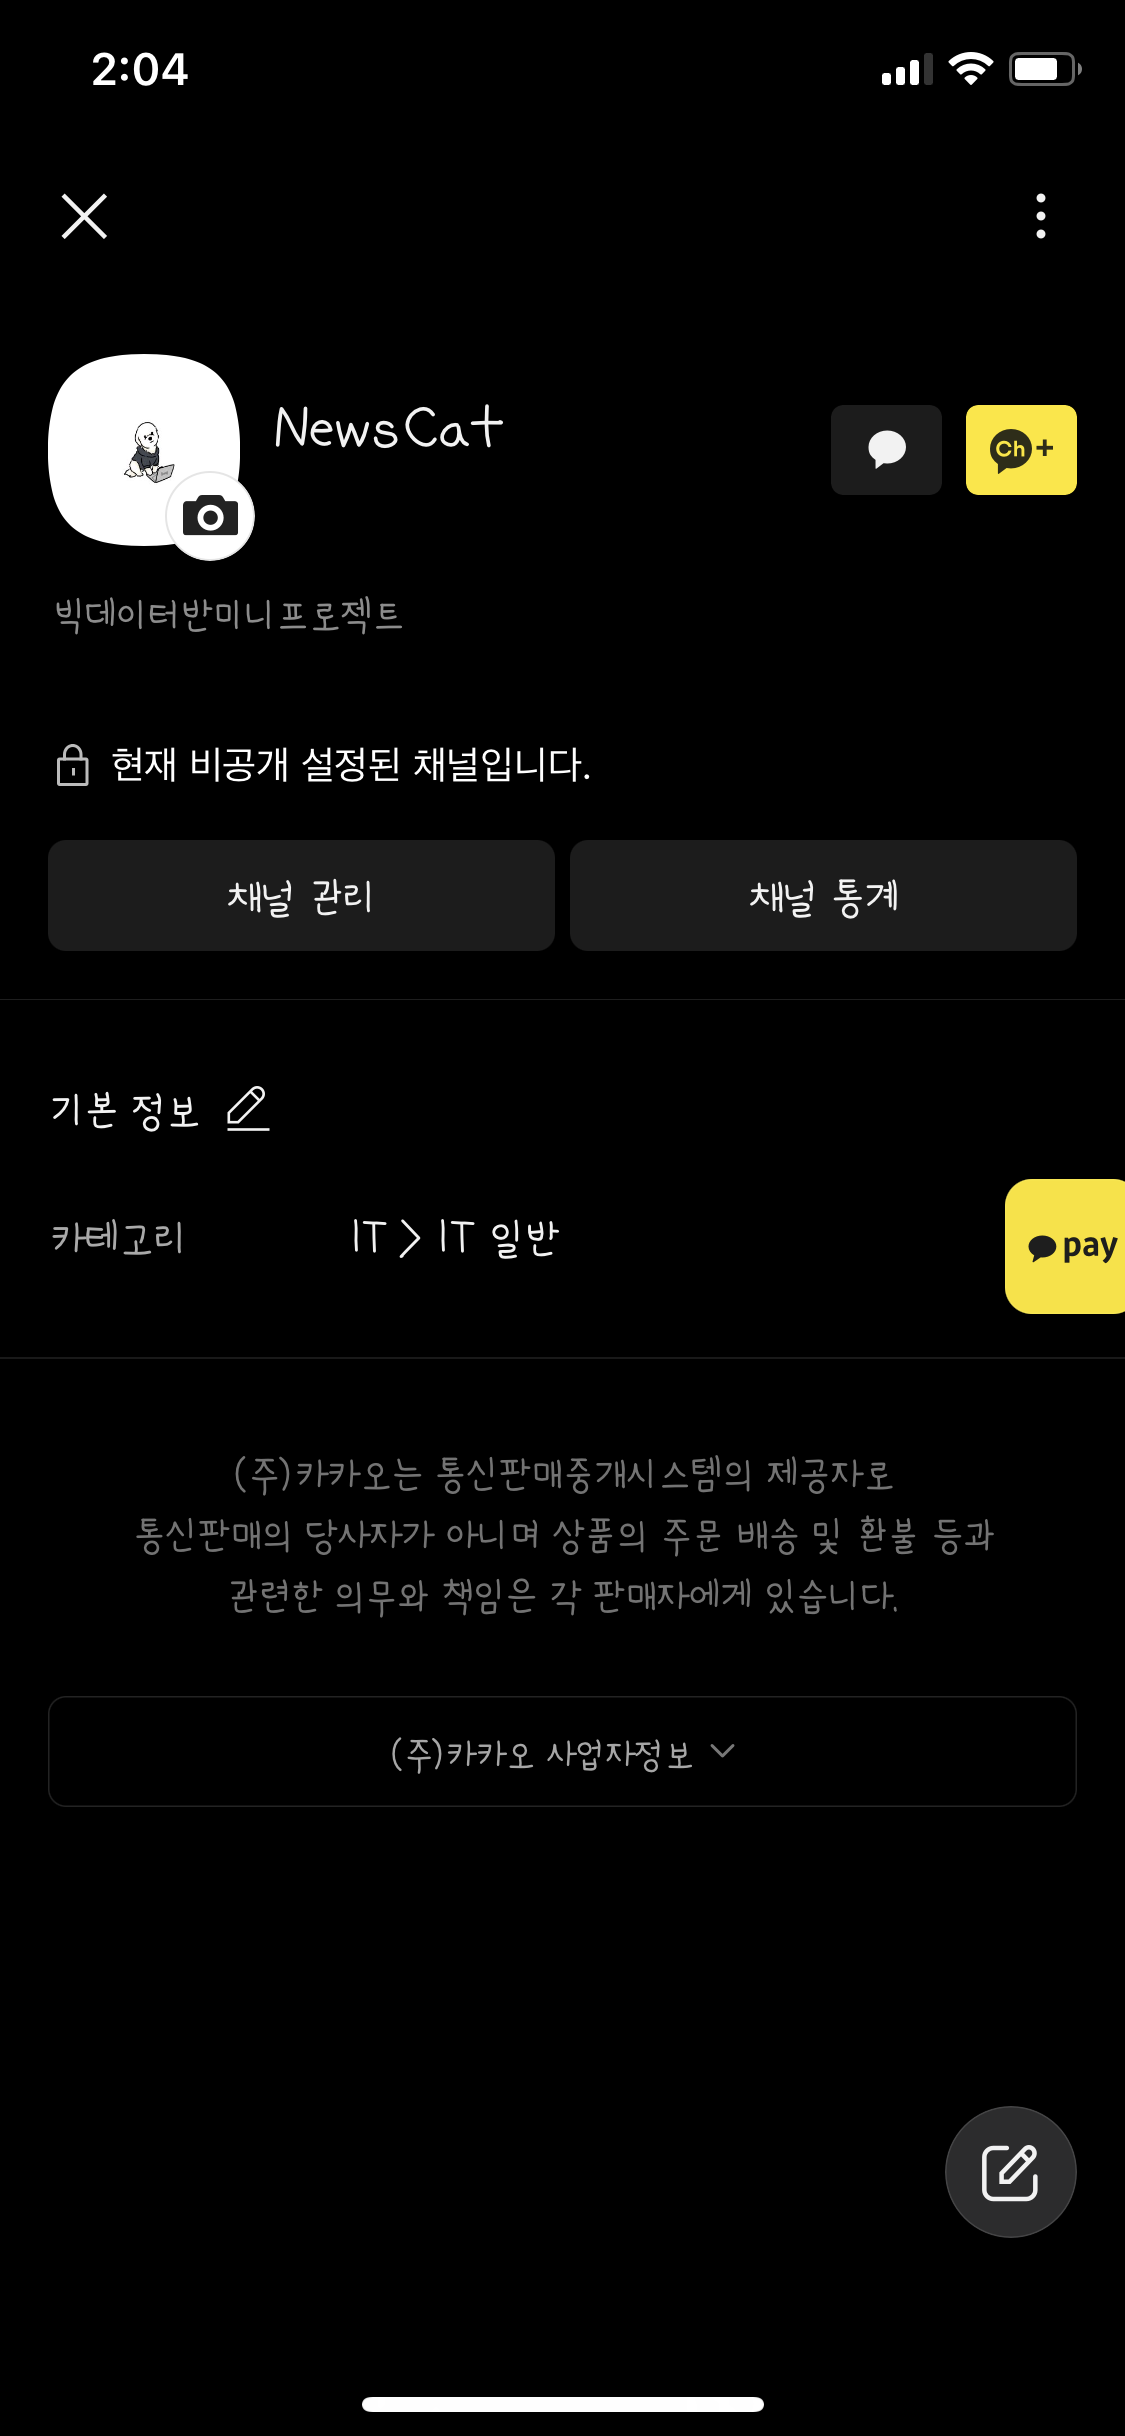 2:04
NewsCat
Ch+
빅데이터반미니프로젝트
현재 비공개 설정된 채널입니다.
채널 관리
채널 통계
기본 정보
카테고리
IT > IT 일반
pay
(주)카카오는 통신판매중개시스템의 제공자로
통신판매의 당사자가 아니며 상품의 주문 배송 및 환불 등과
관련한 의무와 책임은 각 판매자에게 있습니다.
(주)카카오 사업자정보